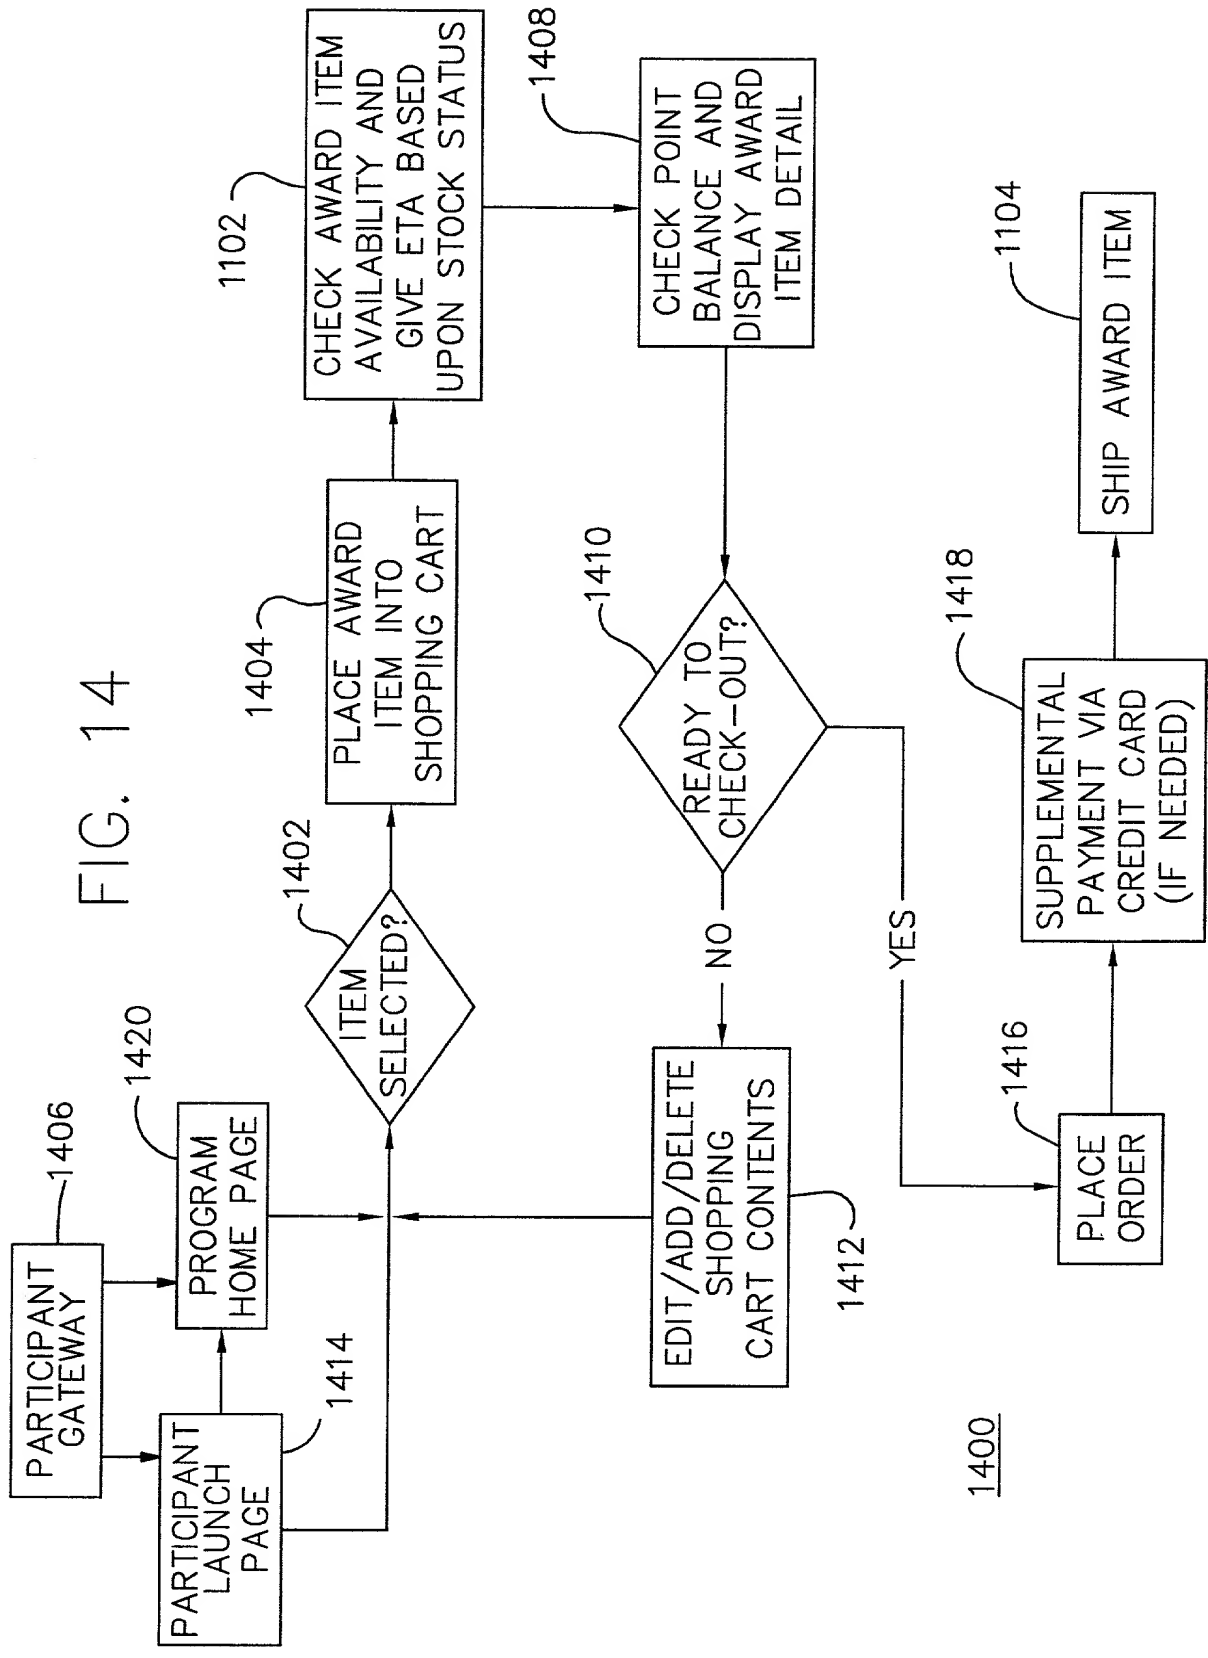 FIG. 14
PARTICIPANT
GATEWAY
1406
PARTICIPANT
LAUNCH
PAGE
1414
PROGRAM
HOME PAGE
1420
ITEM
SELECTED?
1402
PLACE AWARD
ITEM INTO
SHOPPING CART
1404
CHECK AWARD ITEM
AVAILABILITY AND
GIVE ETA BASED
UPON STOCK STATUS
1102
CHECK POINT
BALANCE AND
DISPLAY AWARD
ITEM DETAIL
1408
READY TO
CHECK-OUT?
1410
NO
YES
EDIT/ADD/DELETE
SHOPPING
CART CONTENTS
1412
PLACE
ORDER
1416
SUPPLEMENTAL
PAYMENT VIA
CREDIT CARD
(IF NEEDED)
1418
SHIP AWARD ITEM
1104
1400